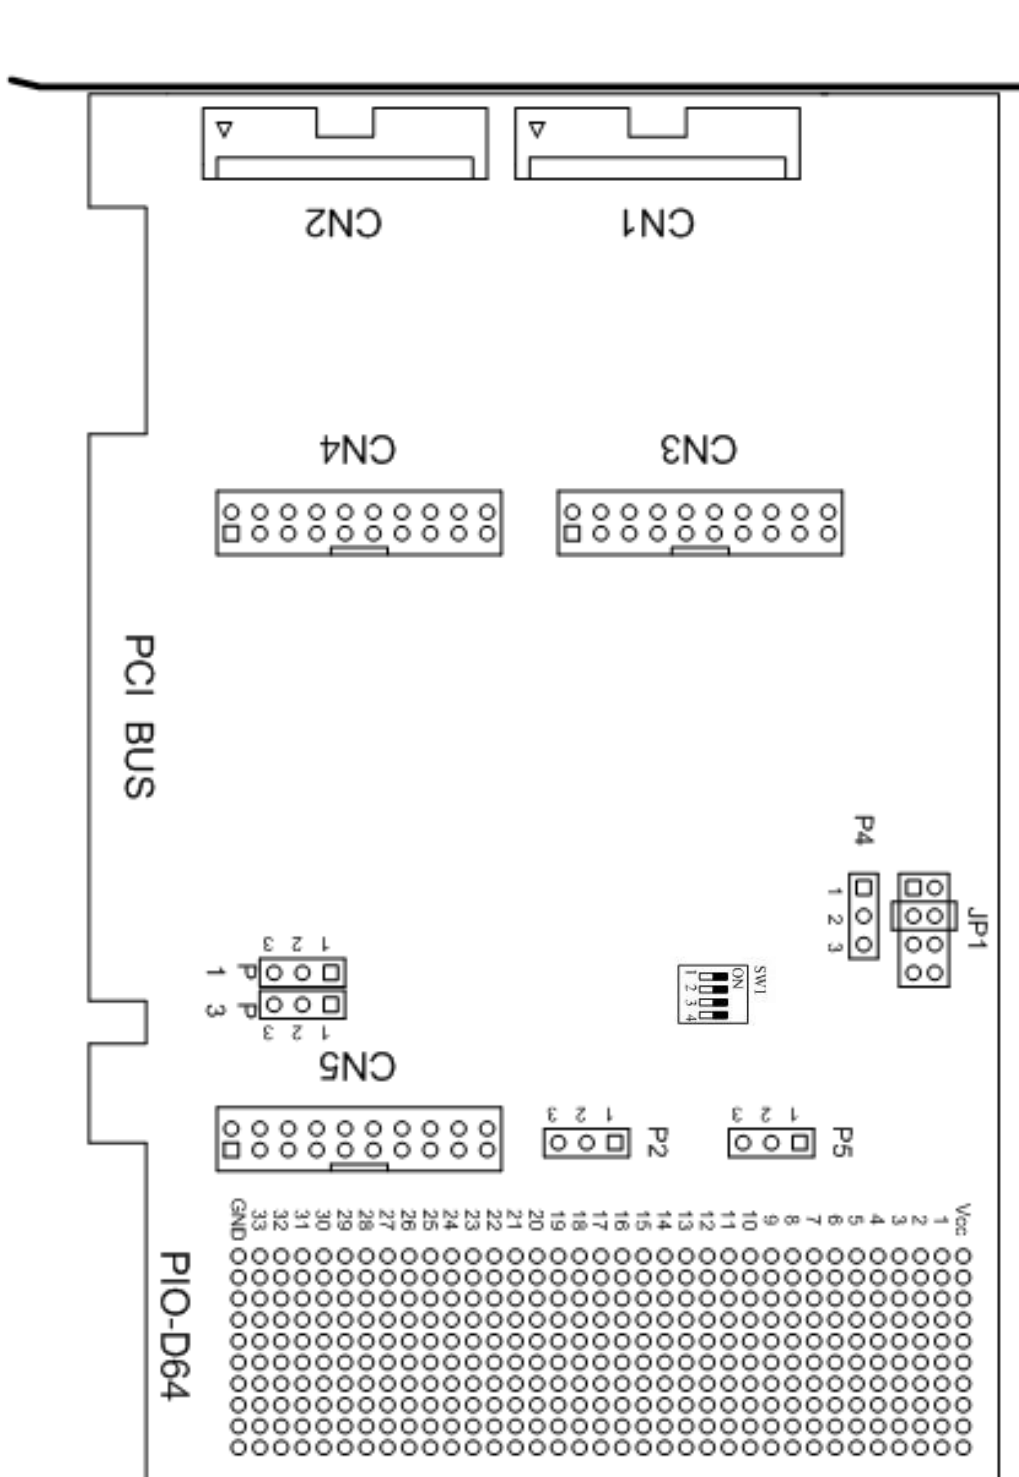 CN2 CN1
CN4 CN3
PCI BUS
P4
1 2 3
JP1
3 2 1
1 P
3 P
3 2 1
SW1
ON
1 2 3 4
CN5
3 2 1
P2
3 2 1
P5
GND 33 32 31 30 29 28 27 26 25 24 23 22 21 20 19 18 17 16 15 14 13 12 11 10 9 8 7 6 5 4 3 2 1 Vcc
PIO-D64